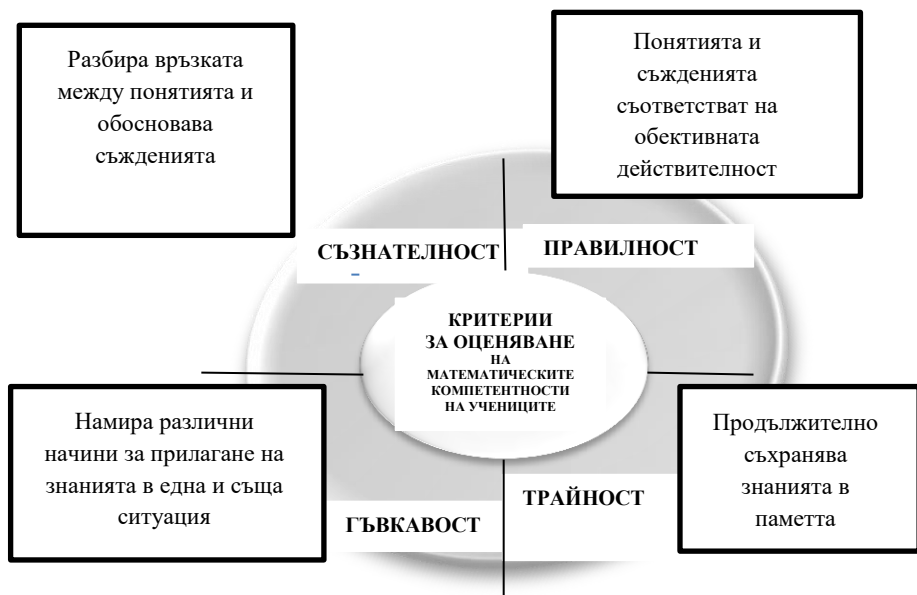 Разбира връзката
между понятията и
обосновава
съжденията
Понятията и
съжденията
съответстват на
обективната
действителност
СЪЗНАТЕЛНОСТ
ПРАВИЛНОСТ
КРИТЕРИИ
ЗА ОЦЕНЯВАНЕ
НА
МАТЕМАТИЧЕСКИТЕ
КОМПЕТЕНТНОСТИ
НА УЧЕНИЦИТЕ
Намира различни
начини за прилагане на
знанията в една и съща
ситуация
Продължително
съхранява
знанията в
паметта
ГЪВКАВОСТ
ТРАЙНОСТ